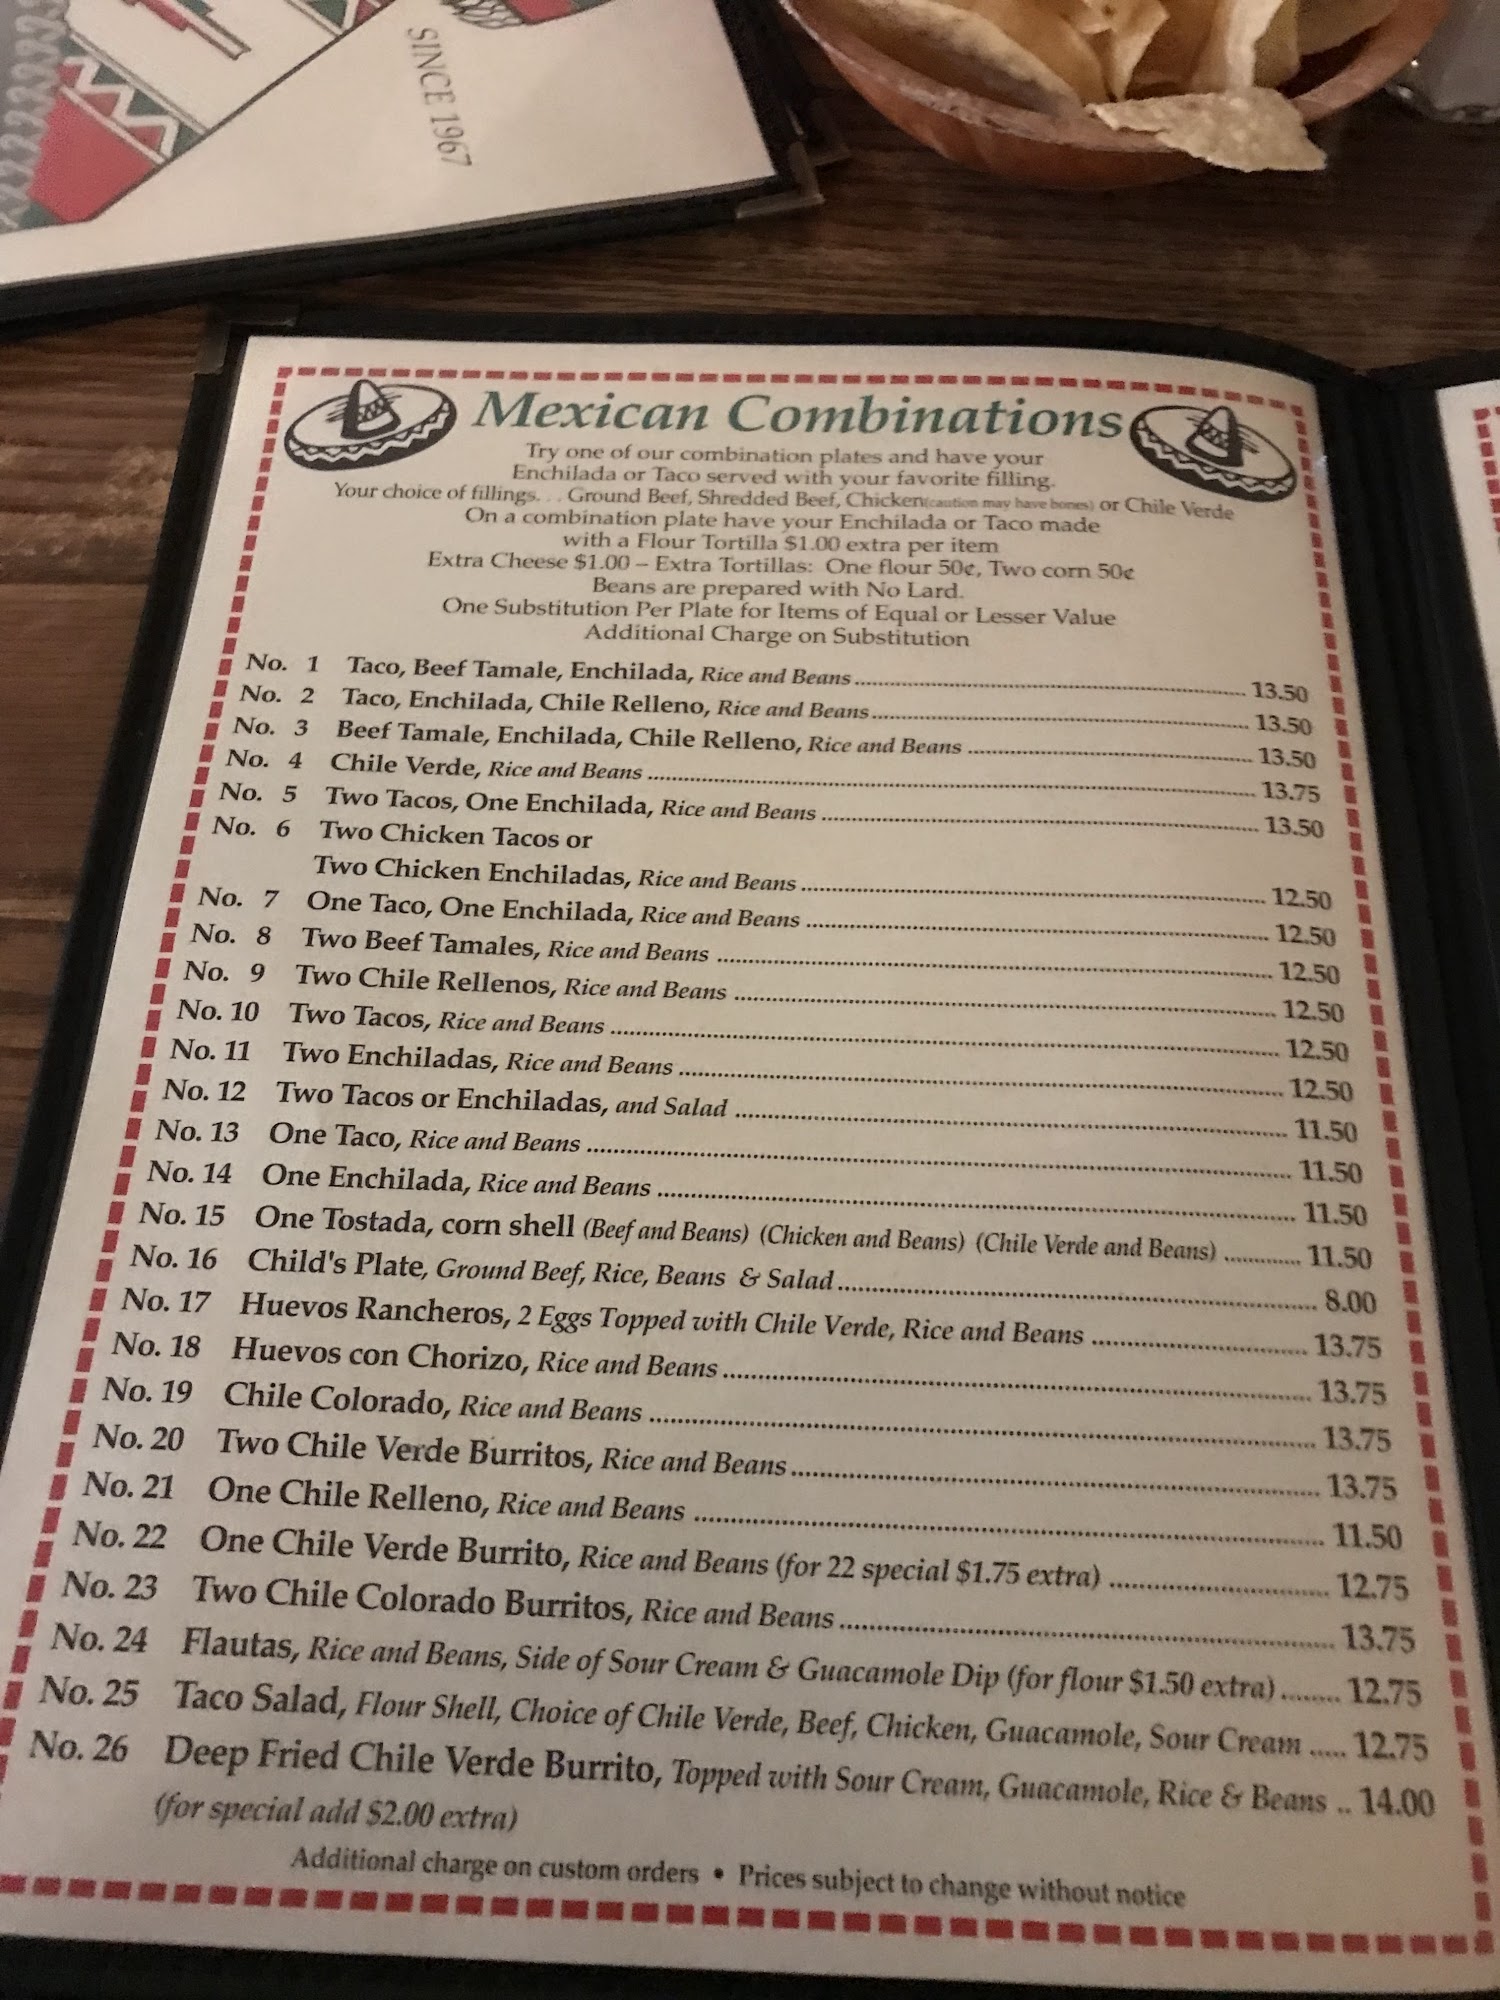 SINCE 1967
Mexican Combinations
Try one of our combination plates and have your
Enchilada or Taco served with your favorite filling.
Your choice of fillings. . . Ground Beef, Shredded Beef, Chicken(caution may have bones) or Chile Verde
On a combination plate have your Enchilada or Taco made
with a Flour Tortilla $1.00 extra per item
Extra Cheese $1.00 – Extra Tortillas: One flour 50¢, Two corn 50¢
Beans are prepared with No Lard.
One Substitution Per Plate for Items of Equal or Lesser Value
Additional Charge on Substitution
No. 1 Taco, Beef Tamale, Enchilada, Rice and Beans 13.50
No. 2 Taco, Enchilada, Chile Relleno, Rice and Beans 13.50
No. 3 Beef Tamale, Enchilada, Chile Relleno, Rice and Beans 13.50
No. 4 Chile Verde, Rice and Beans 13.75
No. 5 Two Tacos, One Enchilada, Rice and Beans 13.50
No. 6 Two Chicken Tacos or
Two Chicken Enchiladas, Rice and Beans 12.50
No. 7 One Taco, One Enchilada, Rice and Beans 12.50
No. 8 Two Beef Tamales, Rice and Beans 12.50
No. 9 Two Chile Rellenos, Rice and Beans 12.50
No. 10 Two Tacos, Rice and Beans 12.50
No. 11 Two Enchiladas, Rice and Beans 12.50
No. 12 Two Tacos or Enchiladas, and Salad 11.50
No. 13 One Taco, Rice and Beans 11.50
No. 14 One Enchilada, Rice and Beans 11.50
No. 15 One Tostada, corn shell (Beef and Beans) (Chicken and Beans) (Chile Verde and Beans) 11.50
No. 16 Child's Plate, Ground Beef, Rice, Beans & Salad 8.00
No. 17 Huevos Rancheros, 2 Eggs Topped with Chile Verde, Rice and Beans 13.75
No. 18 Huevos con Chorizo, Rice and Beans 13.75
No. 19 Chile Colorado, Rice and Beans 13.75
No. 20 Two Chile Verde Burritos, Rice and Beans 13.75
No. 21 One Chile Relleno, Rice and Beans 11.50
No. 22 One Chile Verde Burrito, Rice and Beans (for 22 special $1.75 extra) 12.75
No. 23 Two Chile Colorado Burritos, Rice and Beans 13.75
No. 24 Flautas, Rice and Beans, Side of Sour Cream & Guacamole Dip (for flour $1.50 extra) 12.75
No. 25 Taco Salad, Flour Shell, Choice of Chile Verde, Beef, Chicken, Guacamole, Sour Cream 12.75
No. 26 Deep Fried Chile Verde Burrito, Topped with Sour Cream, Guacamole, Rice & Beans 14.00
(for special add $2.00 extra)
Additional charge on custom orders • Prices subject to change without notice